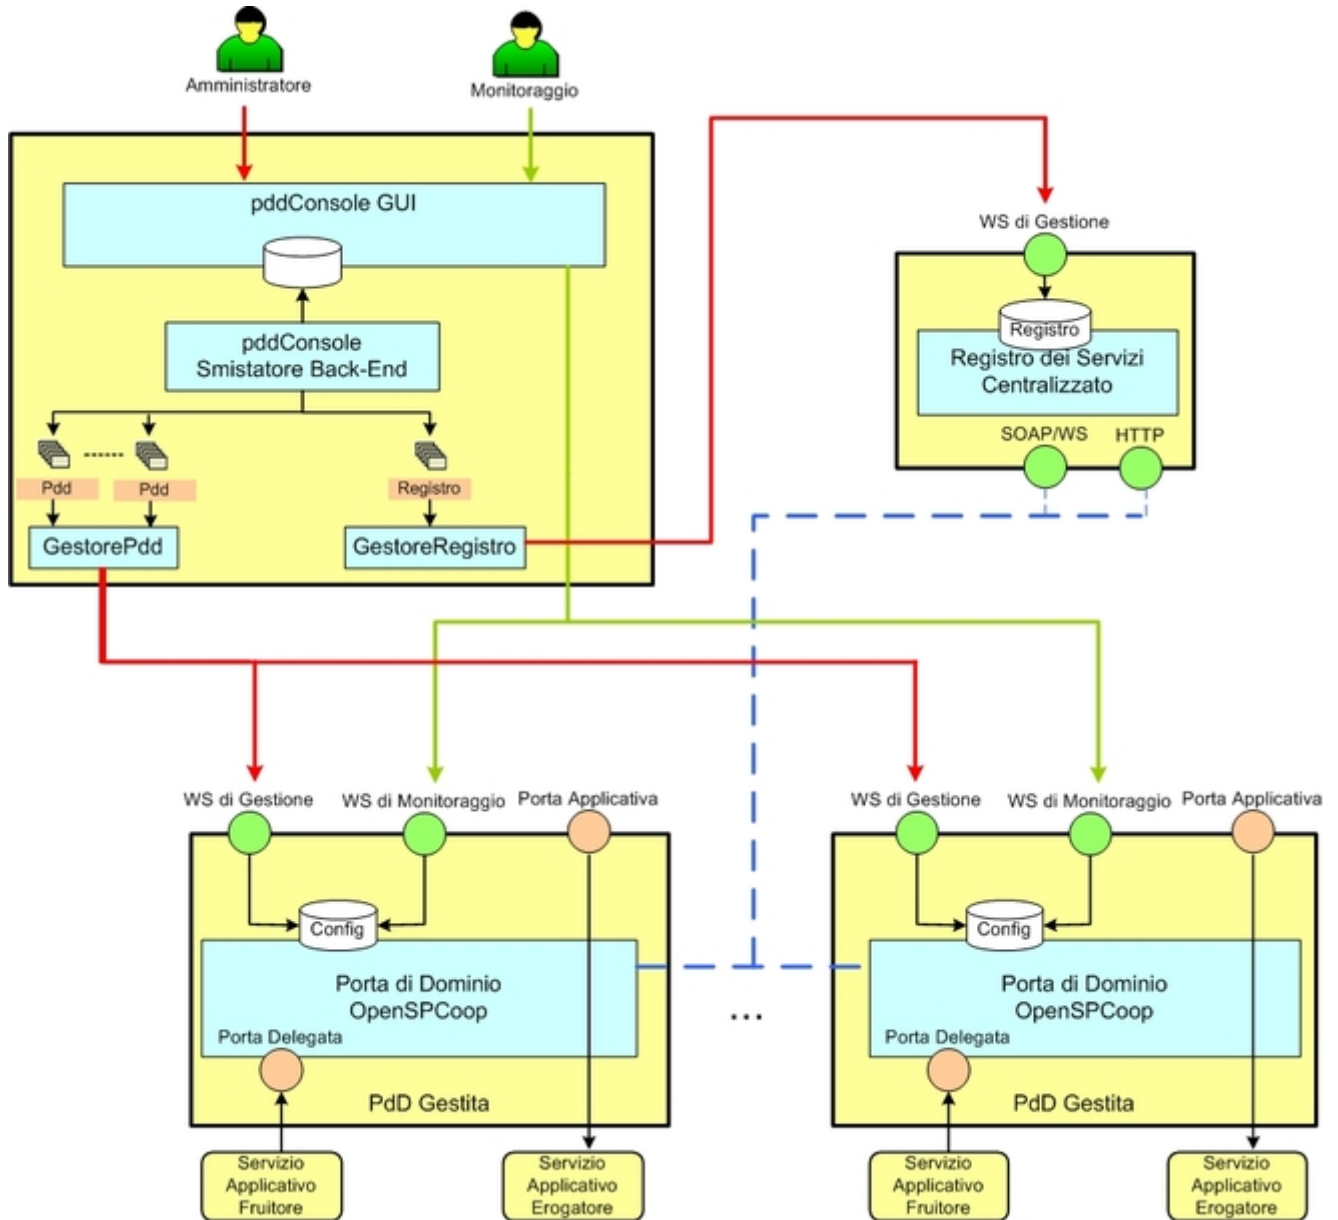 Amministratore
Monitoraggio
pddConsole GUI
pddConsole
Smistatore Back-End
Pdd
Pdd
Registro
GestorePdd
GestoreRegistro
WS di Gestione
Registro
Registro dei Servizi
Centralizzato
SOAP/WS
HTTP
WS di Gestione
WS di Monitoraggio
Porta Applicativa
Config
Porta di Dominio
OpenSPCoop
Porta Delegata
PdD Gestita
Servizio
Applicativo
Fruitore
Servizio
Applicativo
Erogatore
...
WS di Gestione
WS di Monitoraggio
Porta Applicativa
Config
Porta di Dominio
OpenSPCoop
Porta Delegata
PdD Gestita
Servizio
Applicativo
Fruitore
Servizio
Applicativo
Erogatore